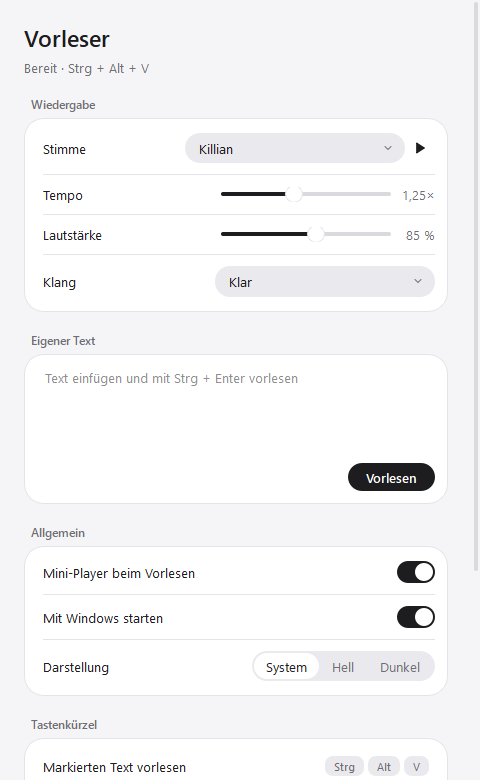 Vorleser
Bereit · Strg + Alt + V
Wiedergabe
Stimme Killian
Tempo 1,25×
Lautstärke 85 %
Klang Klar
Eigener Text
Text einfügen und mit Strg + Enter vorlesen
Vorlesen
Allgemein
Mini-Player beim Vorlesen
Mit Windows starten
Darstellung System Hell Dunkel
Tastenkürzel
Markierten Text vorlesen Strg Alt V